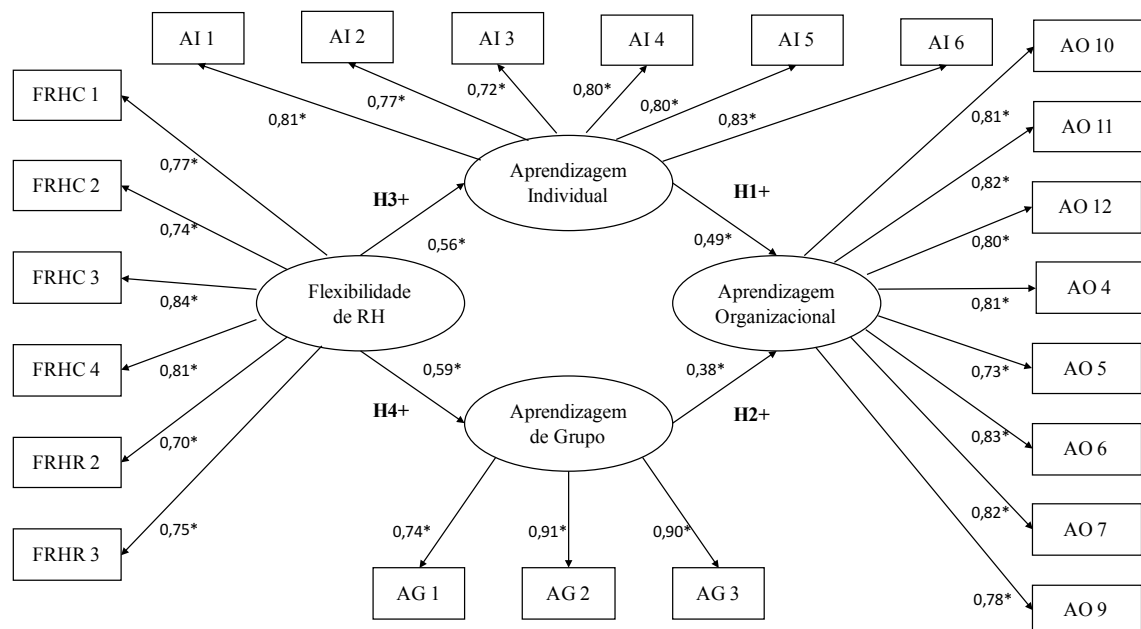 AI 1
AI 2
AI 3
AI 4
AI 5
AI 6
AO 10
FRHC 1
0,81*
0,77*
0,72*
0,80*
0,80*
0,83*
0,81*
AO 11
0,77*
FRHC 2
Aprendizagem
Individual
0,82*
AO 12
H3+
H1+
0,74*
0,56*
0,49*
0,80*
FRHC 3
0,84*
Flexibilidade
de RH
Aprendizagem
Organizacional
AO 4
0,81*
FRHC 4
0,81*
0,59*
0,38*
0,73*
AO 5
H4+
Aprendizagem
de Grupo
H2+
FRHR 2
0,70*
0,83*
AO 6
0,75*
FRHR 3
0,74*
0,91*
0,90*
0,82*
AO 7
AG 1
AG 2
AG 3
0,78*
AO 9